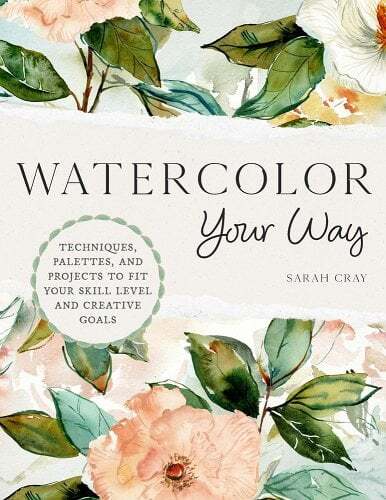 WATERCOLOR
Your Way
SARAH CRAY
TECHNIQUES,
PALETTES, AND
PROJECTS TO FIT
YOUR SKILL LEVEL
AND CREATIVE
GOALS